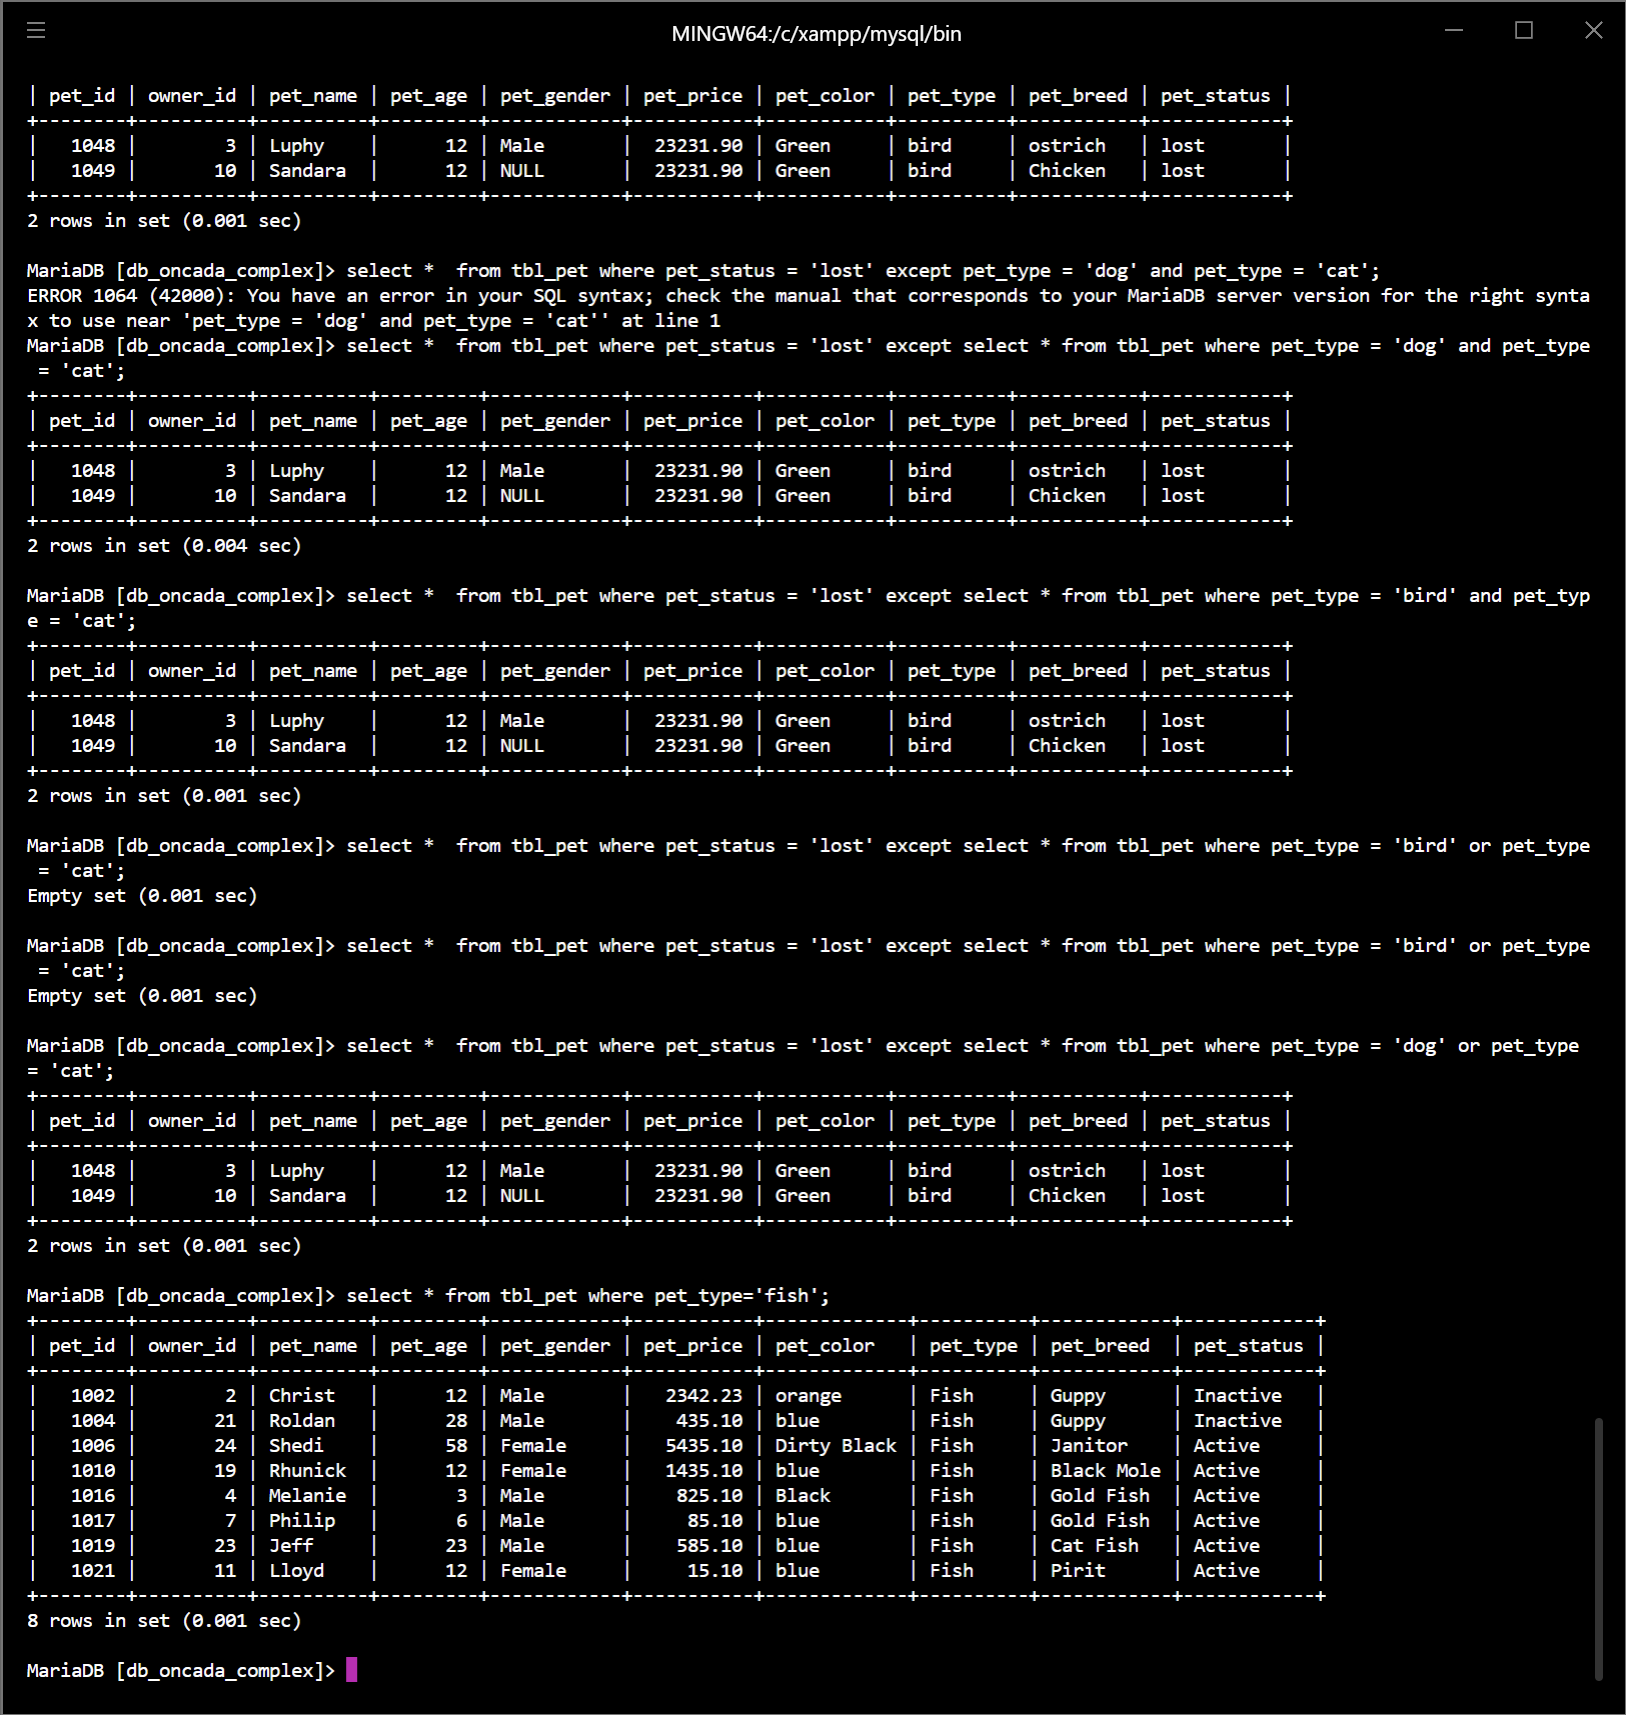 MINGW64:/c/xampp/mysql/bin
| pet_id | owner_id | pet_name | pet_age | pet_gender | pet_price | pet_color | pet_type | pet_breed | pet_status |
+--------+----------+----------+---------+------------+-----------+-----------+----------+-----------+------------+
|   1048 |        3 | Luphy    |      12 | Male       |  23231.90 | Green     | bird     | ostrich   | lost       |
|   1049 |       10 | Sandara  |      12 | NULL       |  23231.90 | Green     | bird     | Chicken   | lost       |
+--------+----------+----------+---------+------------+-----------+-----------+----------+-----------+------------+
2 rows in set (0.001 sec)
MariaDB [db_oncada_complex]> select *  from tbl_pet where pet_status = 'lost' except pet_type = 'dog' and pet_type = 'cat';
ERROR 1064 (42000): You have an error in your SQL syntax; check the manual that corresponds to your MariaDB server version for the right synta
x to use near 'pet_type = 'dog' and pet_type = 'cat'' at line 1
MariaDB [db_oncada_complex]> select *  from tbl_pet where pet_status = 'lost' except select * from tbl_pet where pet_type = 'dog' and pet_type
 = 'cat';
+--------+----------+----------+---------+------------+-----------+-----------+----------+-----------+------------+
| pet_id | owner_id | pet_name | pet_age | pet_gender | pet_price | pet_color | pet_type | pet_breed | pet_status |
+--------+----------+----------+---------+------------+-----------+-----------+----------+-----------+------------+
|   1048 |        3 | Luphy    |      12 | Male       |  23231.90 | Green     | bird     | ostrich   | lost       |
|   1049 |       10 | Sandara  |      12 | NULL       |  23231.90 | Green     | bird     | Chicken   | lost       |
+--------+----------+----------+---------+------------+-----------+-----------+----------+-----------+------------+
2 rows in set (0.004 sec)
MariaDB [db_oncada_complex]> select *  from tbl_pet where pet_status = 'lost' except select * from tbl_pet where pet_type = 'bird' and pet_typ
e = 'cat';
+--------+----------+----------+---------+------------+-----------+-----------+----------+-----------+------------+
| pet_id | owner_id | pet_name | pet_age | pet_gender | pet_price | pet_color | pet_type | pet_breed | pet_status |
+--------+----------+----------+---------+------------+-----------+-----------+----------+-----------+------------+
|   1048 |        3 | Luphy    |      12 | Male       |  23231.90 | Green     | bird     | ostrich   | lost       |
|   1049 |       10 | Sandara  |      12 | NULL       |  23231.90 | Green     | bird     | Chicken   | lost       |
+--------+----------+----------+---------+------------+-----------+-----------+----------+-----------+------------+
2 rows in set (0.001 sec)
MariaDB [db_oncada_complex]> select *  from tbl_pet where pet_status = 'lost' except select * from tbl_pet where pet_type = 'bird' or pet_type
 = 'cat';
Empty set (0.001 sec)
MariaDB [db_oncada_complex]> select *  from tbl_pet where pet_status = 'lost' except select * from tbl_pet where pet_type = 'bird' or pet_type
 = 'cat';
Empty set (0.001 sec)
MariaDB [db_oncada_complex]> select *  from tbl_pet where pet_status = 'lost' except select * from tbl_pet where pet_type = 'dog' or pet_type
= 'cat';
+--------+----------+----------+---------+------------+-----------+-----------+----------+-----------+------------+
| pet_id | owner_id | pet_name | pet_age | pet_gender | pet_price | pet_color | pet_type | pet_breed | pet_status |
+--------+----------+----------+---------+------------+-----------+-----------+----------+-----------+------------+
|   1048 |        3 | Luphy    |      12 | Male       |  23231.90 | Green     | bird     | ostrich   | lost       |
|   1049 |       10 | Sandara  |      12 | NULL       |  23231.90 | Green     | bird     | Chicken   | lost       |
+--------+----------+----------+---------+------------+-----------+-----------+----------+-----------+------------+
2 rows in set (0.001 sec)
MariaDB [db_oncada_complex]> select * from tbl_pet where pet_type='fish';
+--------+----------+----------+---------+------------+-----------+-------------+----------+------------+------------+
| pet_id | owner_id | pet_name | pet_age | pet_gender | pet_price | pet_color   | pet_type | pet_breed  | pet_status |
+--------+----------+----------+---------+------------+-----------+-------------+----------+------------+------------+
|   1002 |        2 | Christ   |      12 | Male       |   2342.23 | orange      | Fish     | Guppy      | Inactive   |
|   1004 |       21 | Roldan   |      28 | Male       |    435.10 | blue        | Fish     | Guppy      | Inactive   |
|   1006 |       24 | Shedi    |      58 | Female     |   5435.10 | Dirty Black | Fish     | Janitor    | Active     |
|   1010 |       19 | Rhunick  |      12 | Female     |   1435.10 | blue        | Fish     | Black Mole | Active     |
|   1016 |        4 | Melanie  |       3 | Male       |    825.10 | Black       | Fish     | Gold Fish  | Active     |
|   1017 |        7 | Philip   |       6 | Male       |     85.10 | blue        | Fish     | Gold Fish  | Active     |
|   1019 |       23 | Jeff     |      23 | Male       |    585.10 | blue        | Fish     | Cat Fish   | Active     |
|   1021 |       11 | Lloyd    |      12 | Female     |     15.10 | blue        | Fish     | Pirit      | Active     |
+--------+----------+----------+---------+------------+-----------+-------------+----------+------------+------------+
8 rows in set (0.001 sec)
MariaDB [db_oncada_complex]>